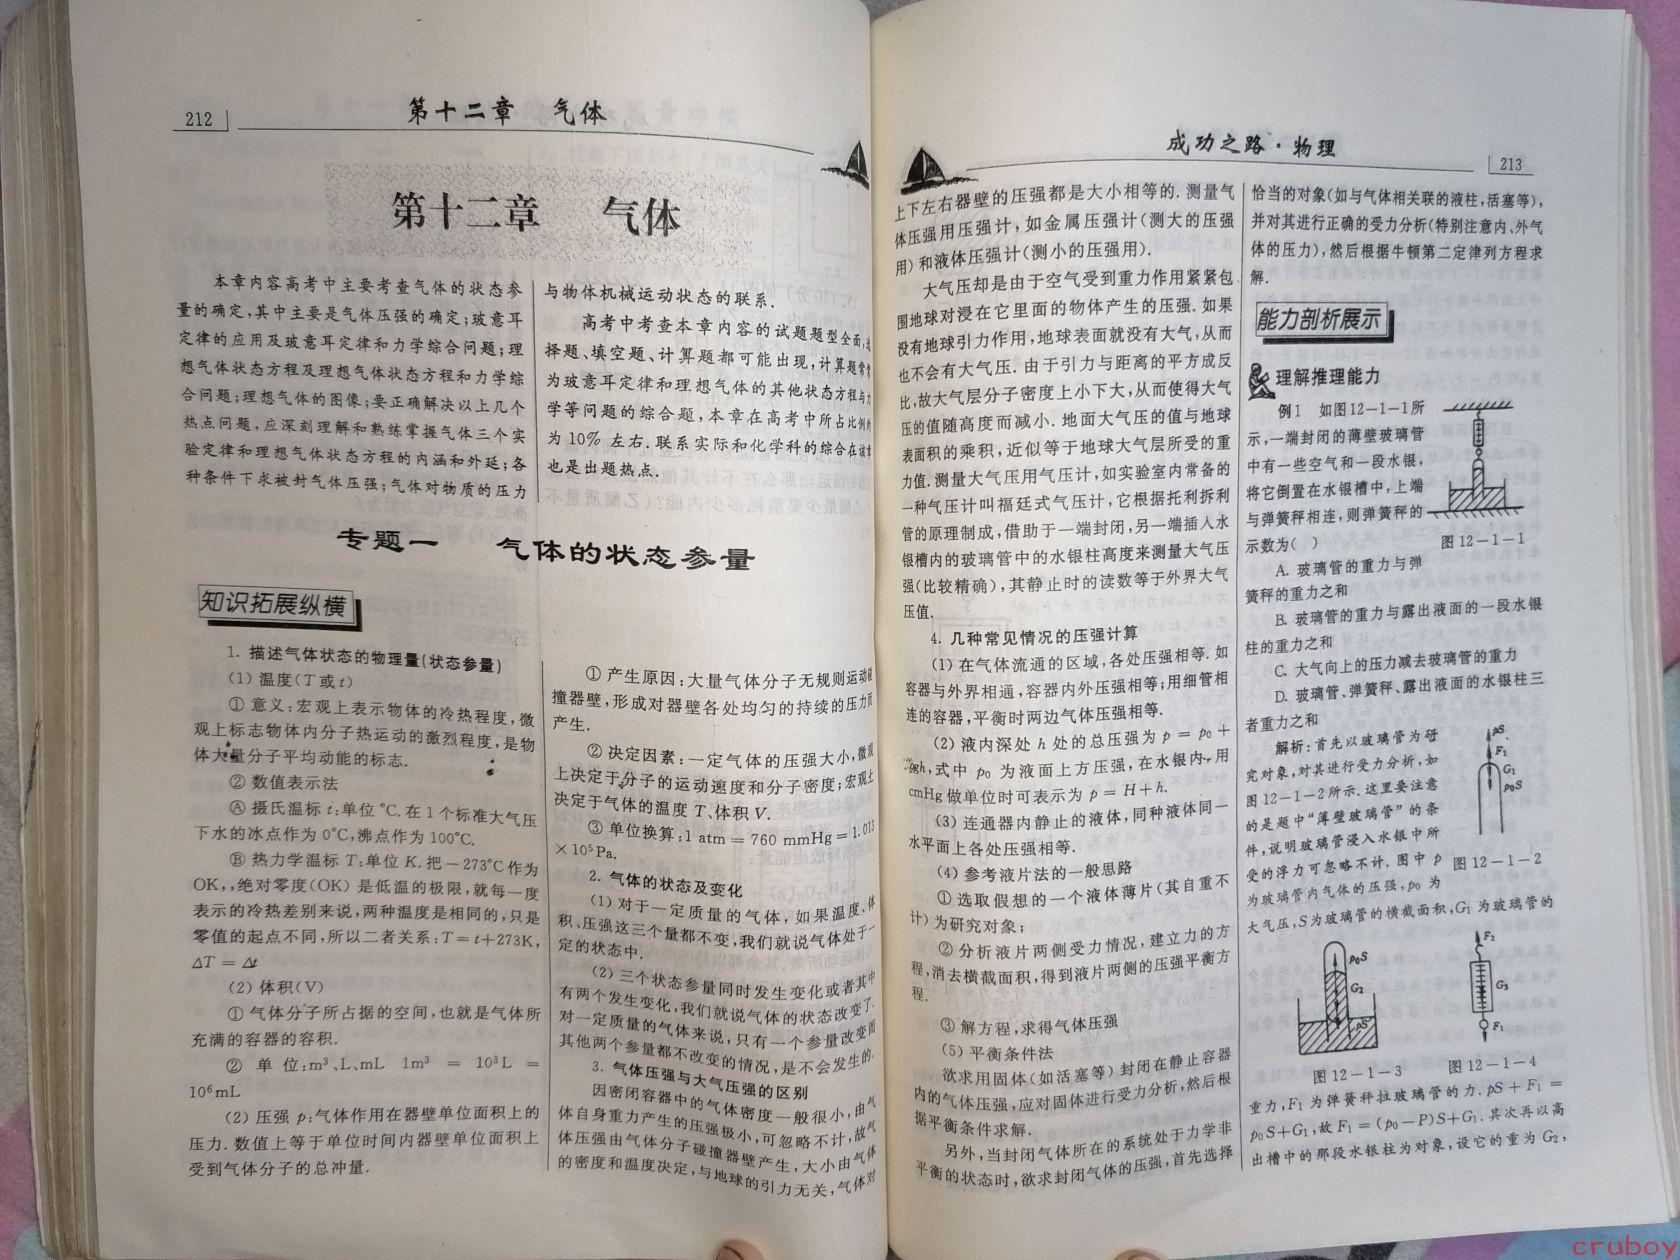 212
第十二章 气体
第十二章 气体
本章内容高考中主要考查气体的状态参
量的确定,其中主要是气体压强的确定;玻意耳
定律的应用及玻意耳定律和力学综合问题;理
想气体状态方程及理想气体状态方程和力学综
合问题;理想气体的图像;要正确解决以上几个
热点问题,应深刻理解和熟练掌握气体三个实
验定律和理想气体状态方程的内涵和外延;各
种条件下求被封气体压强;气体对物质的压力
与物体机械运动状态的联系.
高考中考查本章内容的试题题型全面,选
择题、填空题、计算题都可能出现,计算题常常
为玻意耳定律和理想气体的其他状态方程与力
学等问题的综合题,本章在高考中所占比例约
为10%左右.联系实际和化学科的综合在该章
也是出题热点.
专题一 气体的状态参量
知识拓展纵横
1. 描述气体状态的物理量(状态参量)
(1) 温度(T或t)
① 意义:宏观上表示物体的冷热程度,微
观上标志物体内分子热运动的激烈程度,是物
体大量分子平均动能的标志.
② 数值表示法
Ⓐ 摄氏温标 t:单位 ℃.在1个标准大气压
下水的冰点作为 0℃,沸点作为 100℃.
Ⓑ 热力学温标 T:单位 K.把-273℃作为
OK,,绝对零度(OK) 是低温的极限,就每一度
表示的冷热差别来说,两种温度是相同的,只是
零值的起点不同,所以二者关系:T=t+273K,
ΔT = Δt
(2) 体积(V)
① 气体分子所占据的空间,也就是气体所
充满的容器的容积.
② 单位:m³、L、mL 1m³ = 10³L =
10⁶mL
(2) 压强 p:气体作用在器壁单位面积上的
压力.数值上等于单位时间内器壁单位面积上
受到气体分子的总冲量.
① 产生原因:大量气体分子无规则运动碰
撞器壁,形成对器壁各处均匀的持续的压力而
产生.
② 决定因素:一定气体的压强大小,微观
上决定于分子的运动速度和分子密度;宏观上
决定于气体的温度 T、体积 V.
③ 单位换算:1 atm = 760 mmHg = 1.013
×10⁵Pa.
2. 气体的状态及变化
(1) 对于一定质量的气体,如果温度、体
积、压强这三个量都不变,我们就说气体处于一
定的状态中.
(2) 三个状态参量同时发生变化或者其中
有两个发生变化,我们就说气体的状态改变了.
对一定质量的气体来说,只有一个参量改变而
其他两个参量都不改变的情况,是不会发生的.
3. 气体压强与大气压强的区别
因密闭容器中的气体密度一般很小,由气
体自身重力产生的压强极小,可忽略不计,故气
体压强由气体分子碰撞器壁产生,大小由气体
的密度和温度决定,与地球的引力无关,气体对
成功之路·物理
213
上下左右器壁的压强都是大小相等的.测量气
体压强用压强计,如金属压强计(测大的压强
用)和液体压强计(测小的压强用).
大气压却是由于空气受到重力作用紧紧包
围地球对浸在它里面的物体产生的压强.如果
没有地球引力作用,地球表面就没有大气,从而
也不会有大气压.由于引力与距离的平方成反
比,故大气层分子密度上小下大,从而使得大气
压的值随高度而减小.地面大气压的值与地球
表面积的乘积,近似等于地球大气层所受的重
力值.测量大气压用气压计,如实验室内常备的
一种气压计叫福廷式气压计,它根据托利拆利
管的原理制成,借助于一端封闭,另一端插人水
银槽内的玻璃管中的水银柱高度来测量大气压
强(比较精确),其静止时的读数等于外界大气
压值.
4. 几种常见情况的压强计算
(1) 在气体流通的区域,各处压强相等.如
容器与外界相通,容器内外压强相等;用细管相
连的容器,平衡时两边气体压强相等.
(2) 液内深处 h 处的总压强为 p = p₀ +
ρgh,式中 p₀ 为液面上方压强,在水银内,用
cmHg 做单位时可表示为 p = H+h.
(3) 连通器内静止的液体,同种液体同一
水平面上各处压强相等.
(4) 参考液片法的一般思路
① 选取假想的一个液体薄片(其自重不
计)为研究对象;
② 分析液片两侧受力情况,建立力的方
程,消去横截面积,得到液片两侧的压强平衡方
程.
③ 解方程,求得气体压强
(5) 平衡条件法
欲求用固体(如活塞等)封闭在静止容器
内的气体压强,应对固体进行受力分析,然后根
据平衡条件求解.
另外,当封闭气体所在的系统处于力学非
平衡的状态时,欲求封闭气体的压强,首先选择
恰当的对象(如与气体相关联的液柱,活塞等),
并对其进行正确的受力分析(特别注意内、外气
体的压力),然后根据牛顿第二定律列方程求
解.
能力剖析展示
理解推理能力
例1 如图12-1-1所
示,一端封闭的薄壁玻璃管
中有一些空气和一段水银,
将它倒置在水银槽中,上端
与弹簧秤相连,则弹簧秤的
示数为( )
图 12-1-1
A. 玻璃管的重力与弹
簧秤的重力之和
B. 玻璃管的重力与露出液面的一段水银
柱的重力之和
C. 大气向上的压力减去玻璃管的重力
D. 玻璃管、弹簧秤、露出液面的水银柱三
者重力之和
解析:首先以玻璃管为研
究对象,对其进行受力分析,如
图12-1-2所示.这里要注意
的是题中“薄壁玻璃管”的条
件,说明玻璃管浸入水银中所
受的浮力可忽略不计.图中 p
为玻璃管内气体的压强,p₀ 为
大气压,S为玻璃管的横截面积,G₁ 为玻璃管的
pS
F₁
G₁
p₀S
图 12-1-2
p₀S
G₂
pS
图 12-1-3
F₂
G₃
F₁
图 12-1-4
重力,F₁ 为弹簧秤拉玻璃管的力.pS+F₁=
p₀S+G₁,故F₁=(p₀-P)S+G₁.其次再以高
出槽中的那段水银柱为对象,设它的重为 G₂,
cruboy